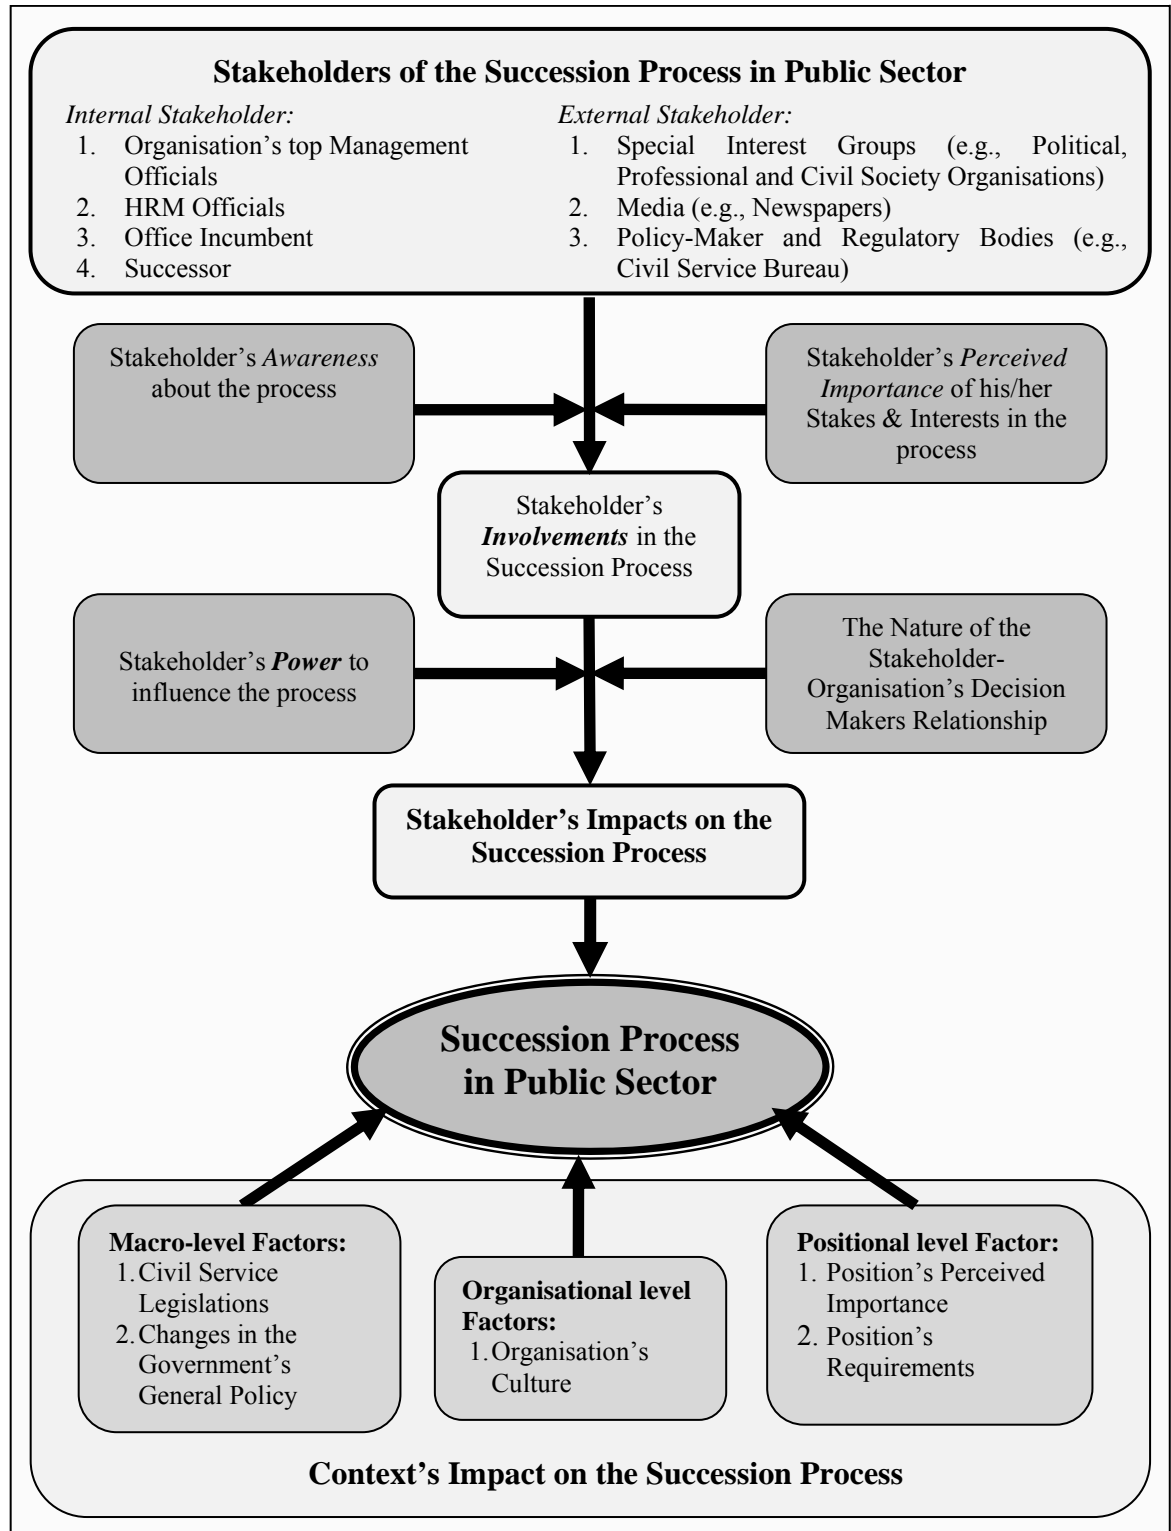 Stakeholders of the Succession Process in Public Sector
Internal Stakeholder:
1. Organisation's top Management
Officials
2. HRM Officials
3. Office Incumbent
4. Successor
External Stakeholder:
1. Special Interest Groups (e.g., Political,
Professional and Civil Society Organisations)
2. Media (e.g., Newspapers)
3. Policy-Maker and Regulatory Bodies (e.g.,
Civil Service Bureau)
Stakeholder's Awareness
about the process
Stakeholder's Perceived
Importance of his/her
Stakes & Interests in the
process
Stakeholder's
Involvements in the
Succession Process
Stakeholder's Power to
influence the process
The Nature of the
Stakeholder-
Organisation's Decision
Makers Relationship
Stakeholder's Impacts on the
Succession Process
Succession Process
in Public Sector
Macro-level Factors:
1. Civil Service
Legislations
2. Changes in the
Government's
General Policy
Organisational level
Factors:
1. Organisation's
Culture
Positional level Factor:
1. Position's Perceived
Importance
2. Position's
Requirements
Context's Impact on the Succession Process